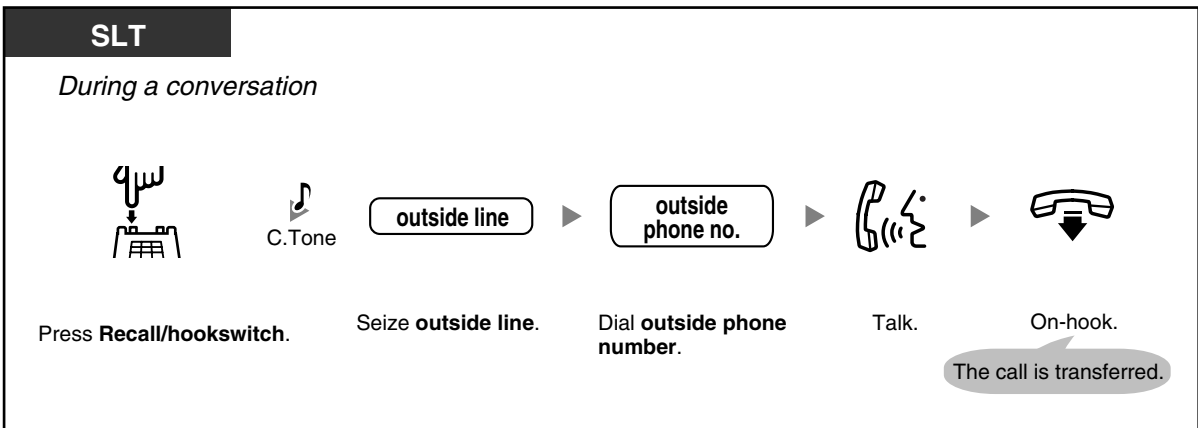 SLT
During a conversation
C.Tone
outside line
outside
phone no.
Press Recall/hookswitch.
Seize outside line.
Dial outside phone
number.
Talk.
On-hook.
The call is transferred.